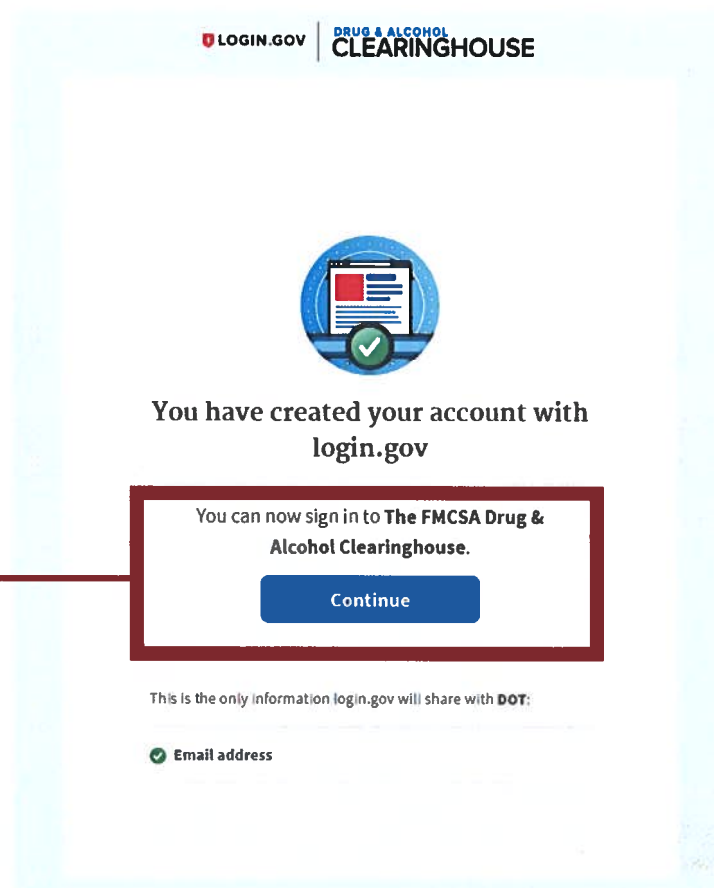 LOGIN.GOV
DRUG & ALCOHOL
CLEARINGHOUSE
You have created your account with
login.gov
You can now sign in to The FMCSA Drug &
Alcohol Clearinghouse.
Continue
This is the only information login.gov will share with DOT:
Email address